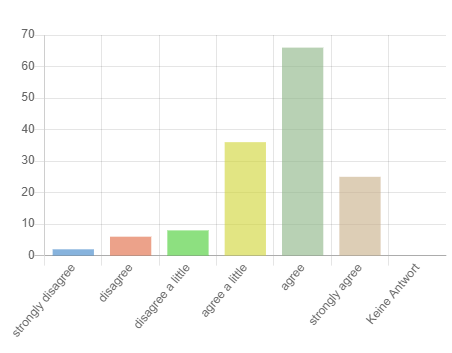 70
60
50
40
30
20
10
0
strongly disagree
disagree
disagree a little
agree a little
agree
strongly agree
Keine Antwort